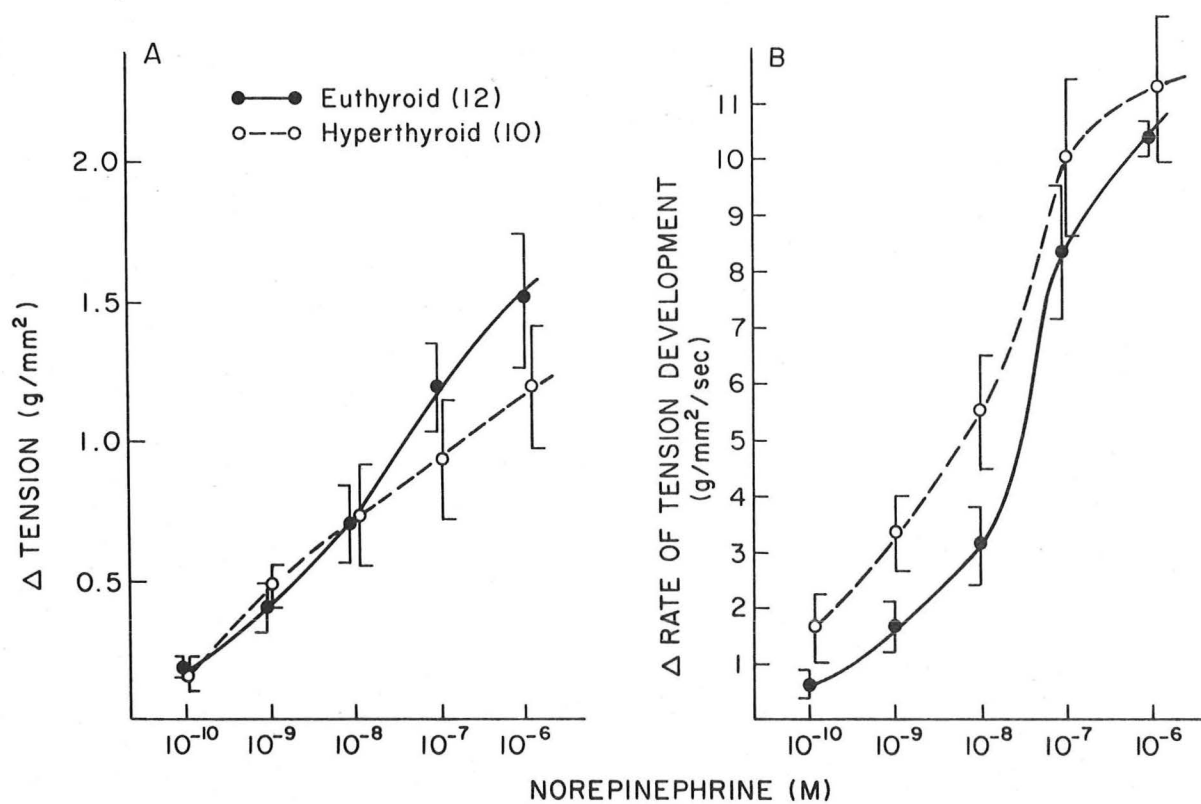 A
Euthyroid (12)
Hyperthyroid (10)
Δ TENSION (g/mm²)
2.0
1.5
1.0
0.5
10⁻¹⁰ 10⁻⁹ 10⁻⁸ 10⁻⁷ 10⁻⁶
B
Δ RATE OF TENSION DEVELOPMENT
(g/mm²/sec)
11
10
9
8
7
6
5
4
3
2
1
10⁻¹⁰ 10⁻⁹ 10⁻⁸ 10⁻⁷ 10⁻⁶
NOREPINEPHRINE (M)